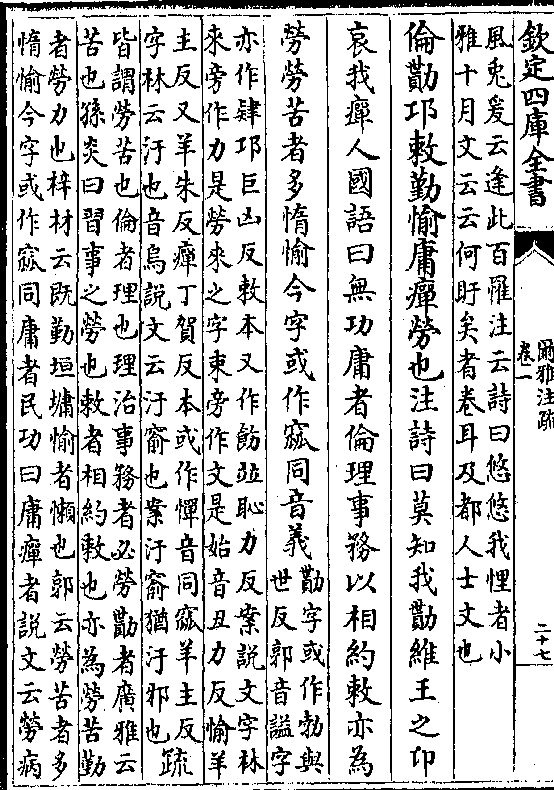 欽定四庫全書
爾雅注疏
卷一
二十七
風兎爰云逢此百罹注云詩曰悠悠我悝者小
雅十月文云云何盱矣者卷耳及都人士文也
倫勩卭敕勤愉庸癉勞也注詩曰莫知我勩維王之卭
哀我癉人國語曰無功庸者倫理事務以相約敕亦為
勞勞苦者多惰愉今字或作窳同音義
勩字或作勃與
世反郭音謚字
亦作肄卭巨凶反敕本又作飭並恥力反案說文字林
來旁作力是勞來之字東旁作文是始音丑力反愉羊
主反又羊朱反癉丁賀反本或作憚音同窳羊主反
字林云汙也音烏說文云汙窬也案汙窬猶汙邪也
疏
皆謂勞苦也倫者理也理治事務者必勞勩者廣雅云
苦也孫炎曰習事之勞也敕者相約敕也亦為勞苦勤
者勞力也梓材云既勤垣墉愉者懶也郭云勞苦者多
惰愉今字或作窳同庸者民功曰庸癉者說文云勞病